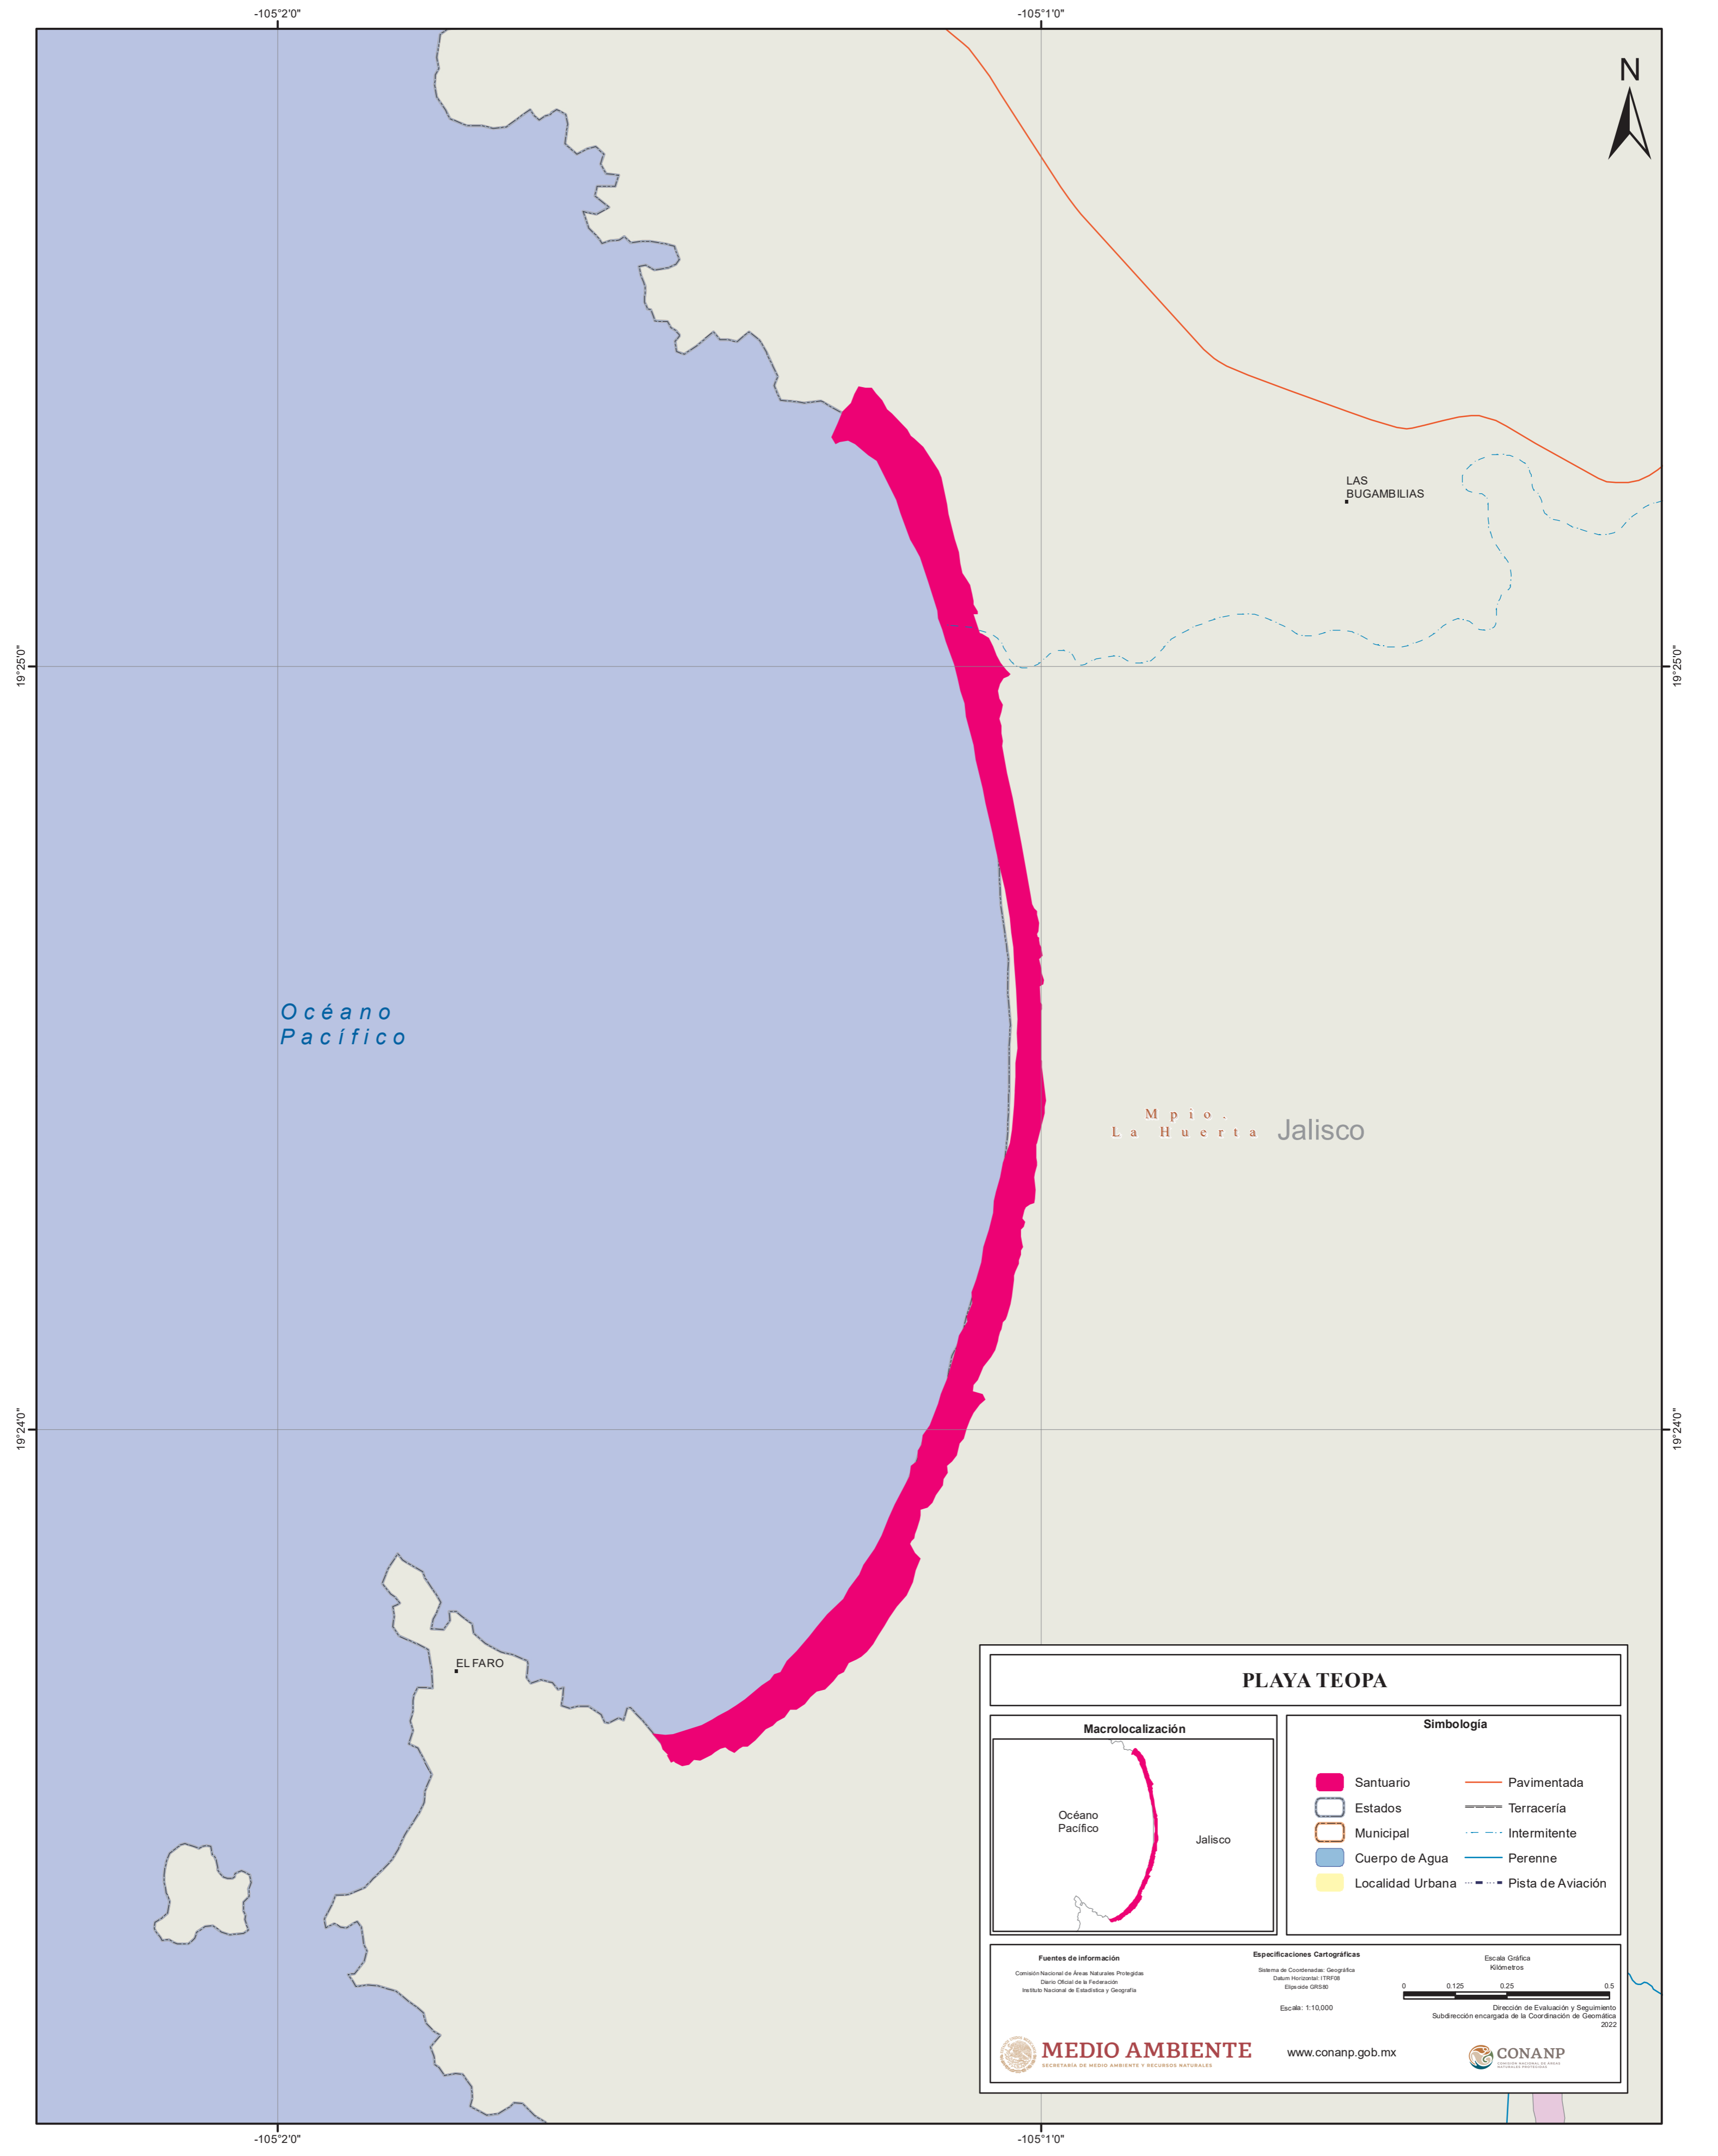 -105°2'0"
-105°1'0"
N
LAS
BUGAMBILIAS
19°25'0"
19°25'0"
Océano
Pacífico
Mpio.
La Huerta
Jalisco
19°24'0"
19°24'0"
EL FARO
PLAYA TEOPA
Macrolocalización
Océano
Pacífico
Jalisco
Simbología
Santuario
Pavimentada
Estados
Terracería
Municipal
Intermitente
Cuerpo de Agua
Perenne
Localidad Urbana
Pista de Aviación
Fuentes de información
Comisión Nacional de Áreas Naturales Protegidas
Diario Oficial de la Federación
Instituto Nacional de Estadística y Geografía
Especificaciones Cartográficas
Sistema de Coordenadas: Geográfica
Datum Horizontal: ITRF08
Elipsoide GRS80
Escala: 1:10,000
Escala Gráfica
Kilómetros
0 0.125 0.25 0.5
Dirección de Evaluación y Seguimiento
Subdirección encargada de la Coordinación de Geomática
2022
MEDIO AMBIENTE
SECRETARÍA DE MEDIO AMBIENTE Y RECURSOS NATURALES
www.conanp.gob.mx
CONANP
COMISIÓN NACIONAL DE ÁREAS
NATURALES PROTEGIDAS
-105°2'0"
-105°1'0"